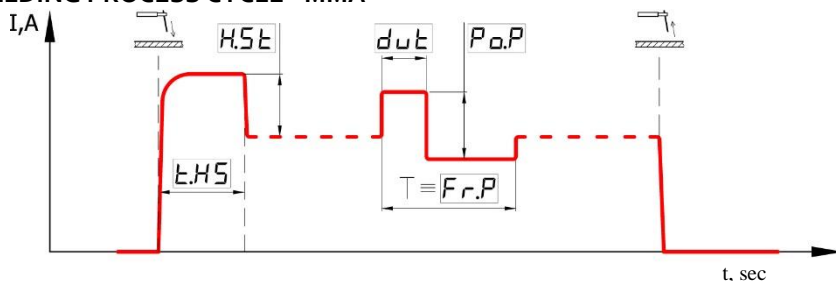 WELDING PROCESS CYCLE - MMA
I,A
H.St
dut
Po.P
t.HS
T ≡ Fr.P
t, sec